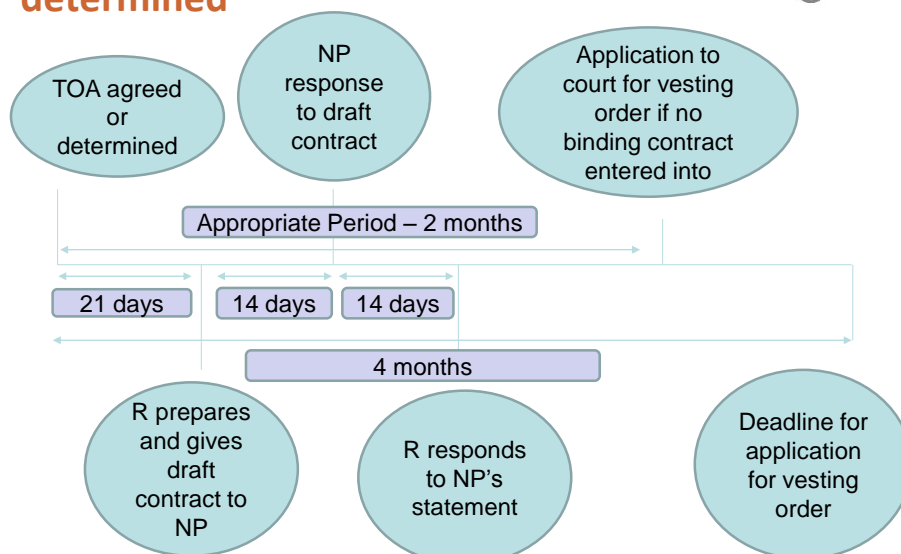 determined
TOA agreed
or
determined
NP
response
to draft
contract
Application to
court for vesting
order if no
binding contract
entered into
Appropriate Period – 2 months
21 days
14 days
14 days
4 months
R prepares
and gives
draft
contract to
NP
R responds
to NP's
statement
Deadline for
application
for vesting
order